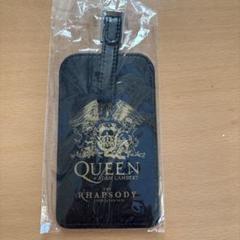 QUEEN
+ ADAM LAMBERT
THE
RHAPSODY